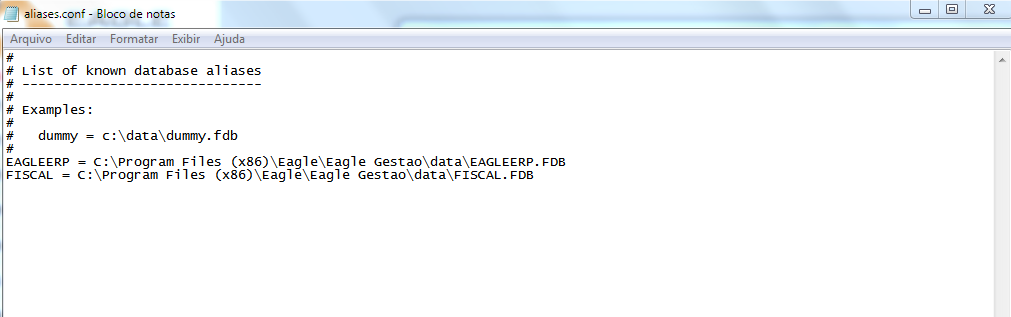 aliases.conf - Bloco de notas
Arquivo Editar Formatar Exibir Ajuda
#
# List of known database aliases
# ------------------------------
#
# Examples:
#
#   dummy = c:\data\dummy.fdb
#
EAGLEERP = C:\Program Files (x86)\Eagle\Eagle Gestao\data\EAGLEERP.FDB
FISCAL = C:\Program Files (x86)\Eagle\Eagle Gestao\data\FISCAL.FDB